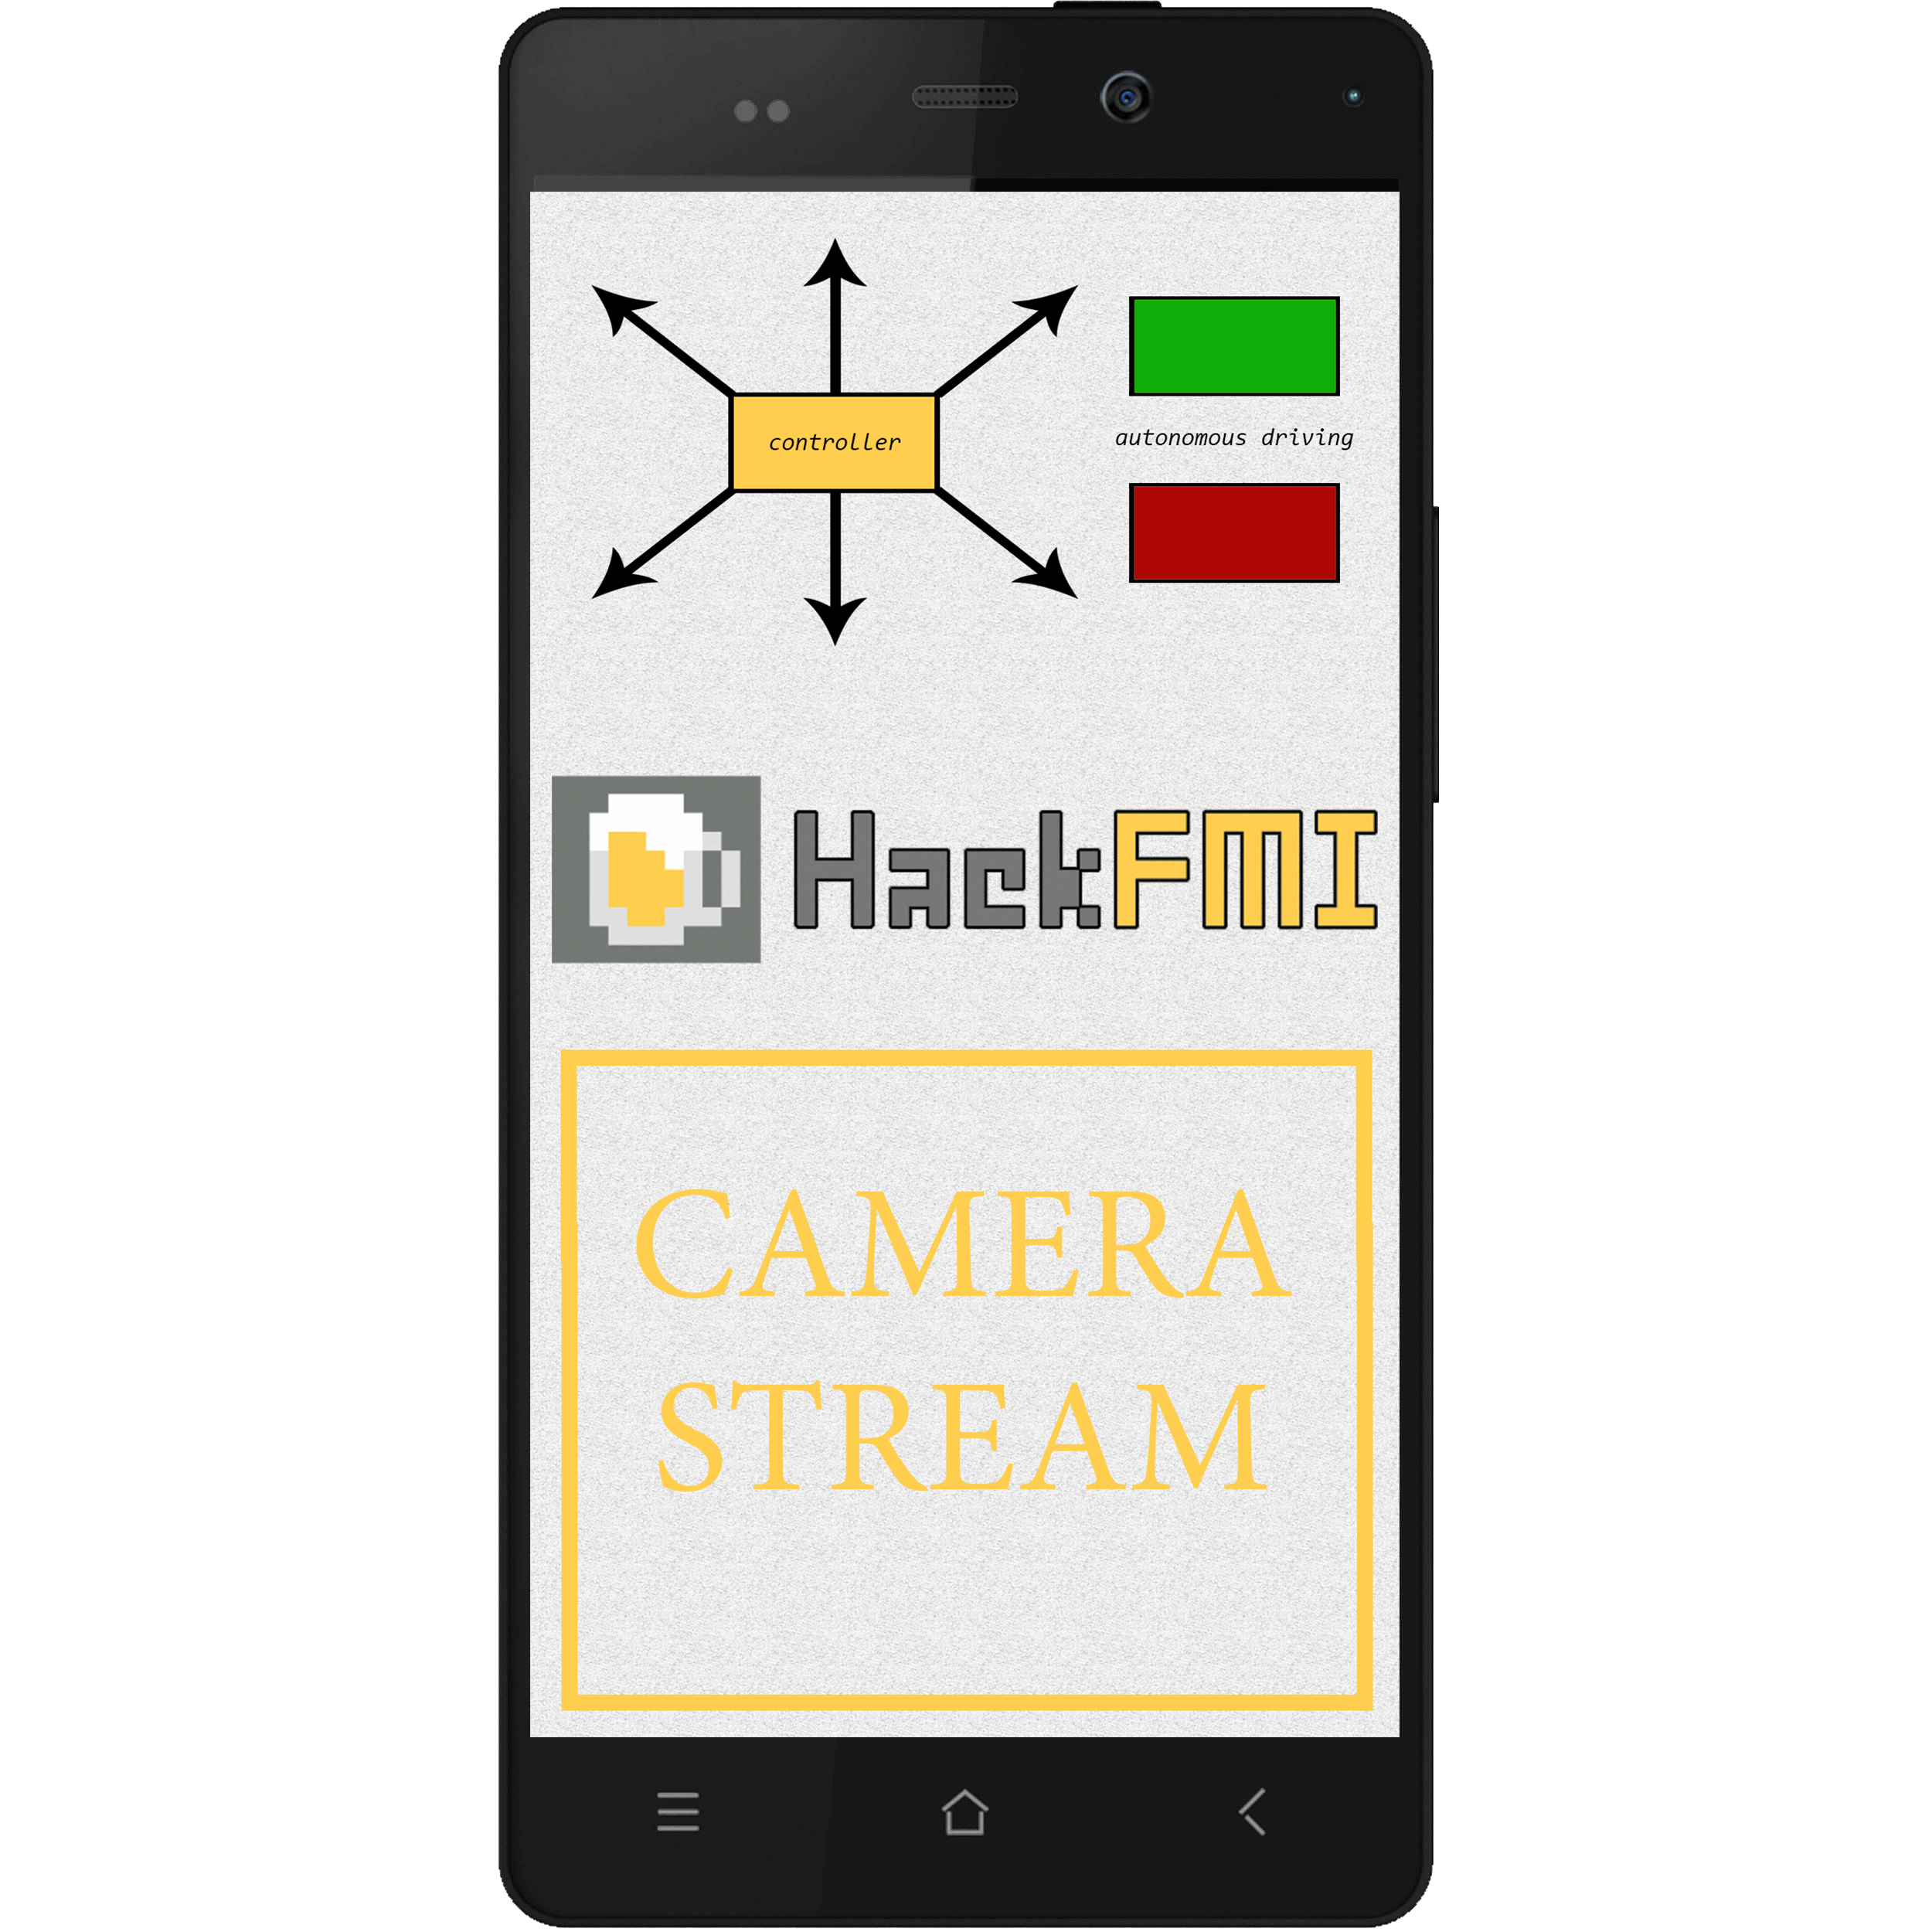 controller
autonomous driving
HackFMI
CAMERA
STREAM